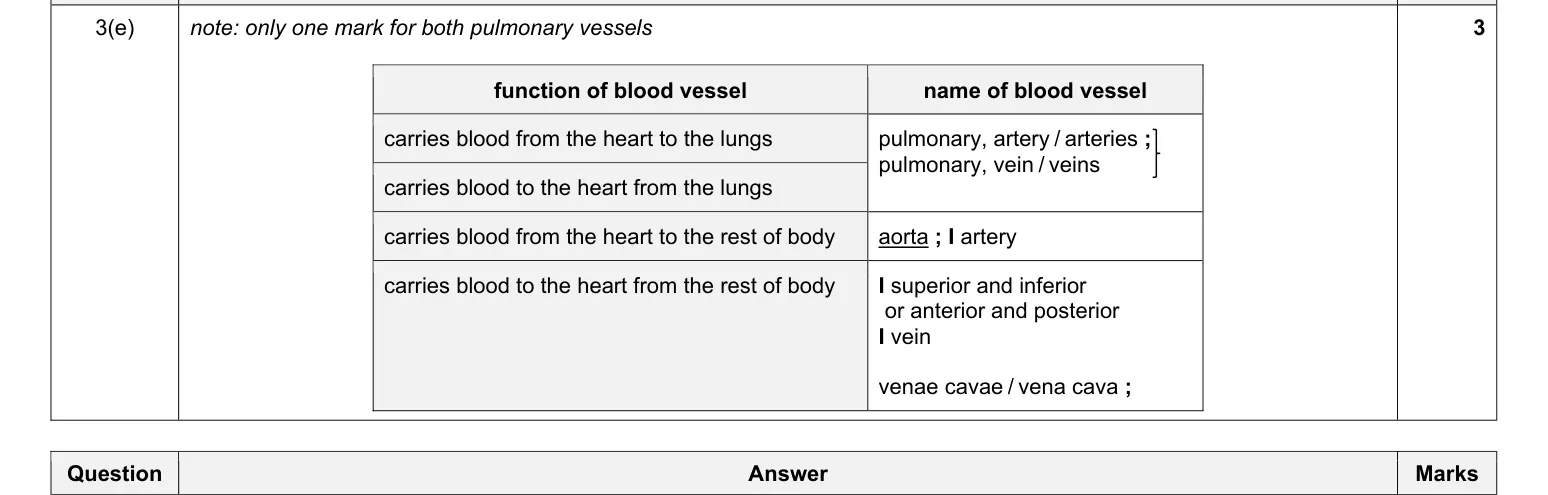 3(e)
note: only one mark for both pulmonary vessels
3
function of blood vessel
name of blood vessel
carries blood from the heart to the lungs
pulmonary, artery / arteries ;
pulmonary, vein / veins
carries blood to the heart from the lungs
carries blood from the heart to the rest of body
aorta ; I artery
carries blood to the heart from the rest of body
I superior and inferior
or anterior and posterior
I vein
venae cavae / vena cava ;
Question
Answer
Marks